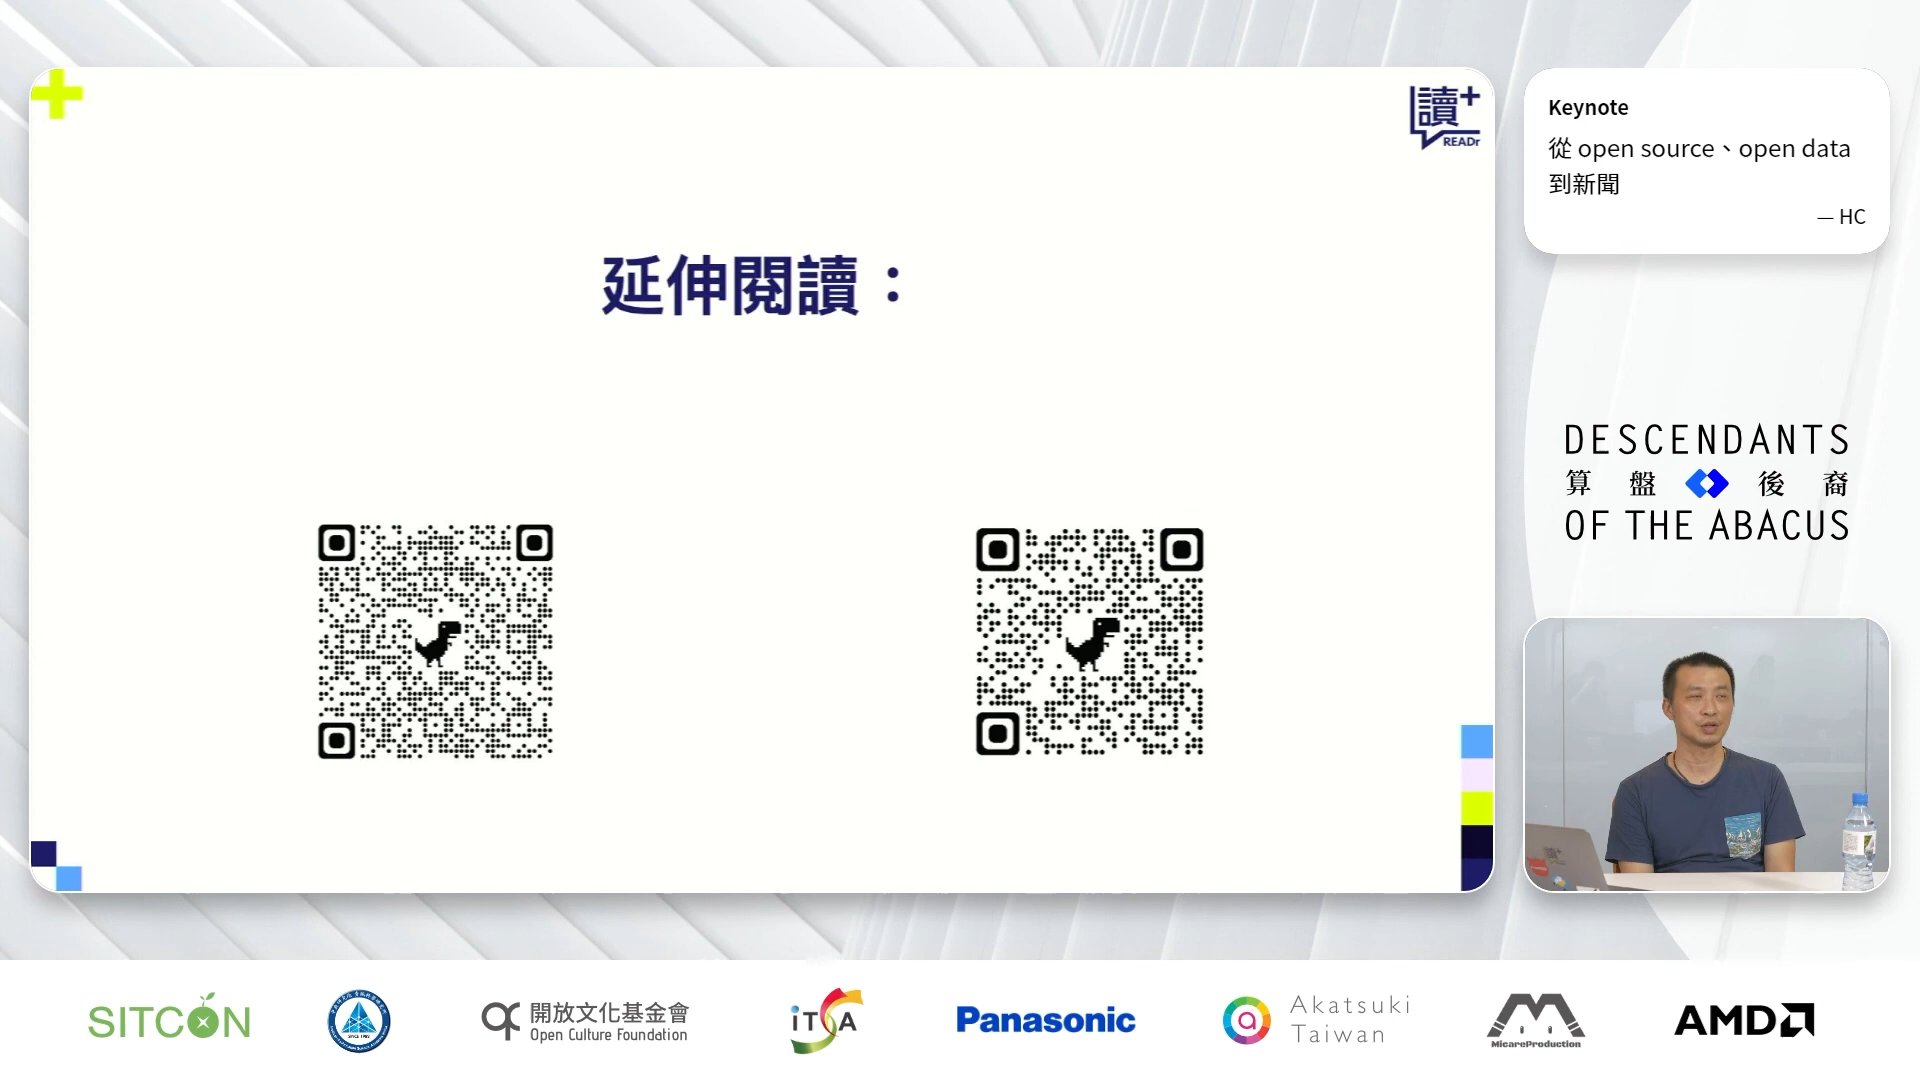 讀+
READr
延伸閱讀：
Keynote
從 open source、open data
到新聞
— HC
DESCENDANTS
算盤後裔
OF THE ABACUS
SITCON
開放文化基金會
Open Culture Foundation
iTSA
Panasonic
a
Akatsuki
Taiwan
MicareProduction
AMD